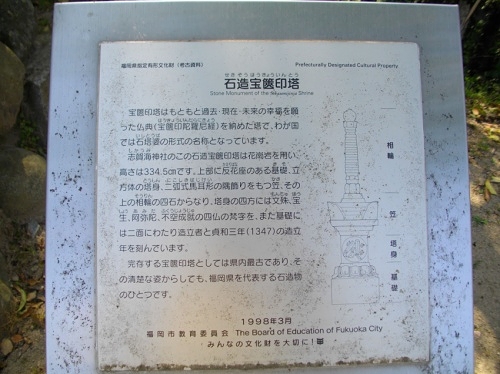 福岡県指定有形文化財（考古資料）
Prefecturally Designated Cultural Property
せきぞうほうきょういんとう
石造宝篋印塔
Stone Monument of the Shrine
宝篋印塔はもともと過去・現在・未来の幸福を願
った仏典（宝篋印陀羅尼経）を納めた塔で、わが国
では石塔婆の形式の名称となっています。
志賀海神社のこの石造宝篋印塔は花崗岩を用い、
高さは334.5㎝です。上部に反花座のある基礎、立
方体の塔身、二弧式馬耳形の隅飾りをもつ笠、その
上の相輪の四石からなり、塔身の四方には文殊、宝
生、阿弥陀、不空成就の四仏の梵字を、また基礎に
は二面にわたり造立者と貞和三年（1347）の造立
年を刻んでいます。
完存する宝篋印塔としては県内最古であり、そ
の清楚な姿からしても、福岡県を代表する石造物
のひとつです。
相輪
笠
塔身
基礎
1998年3月
福岡市教育委員会 The Board of Education of Fukuoka City
みんなの文化財を大切に！